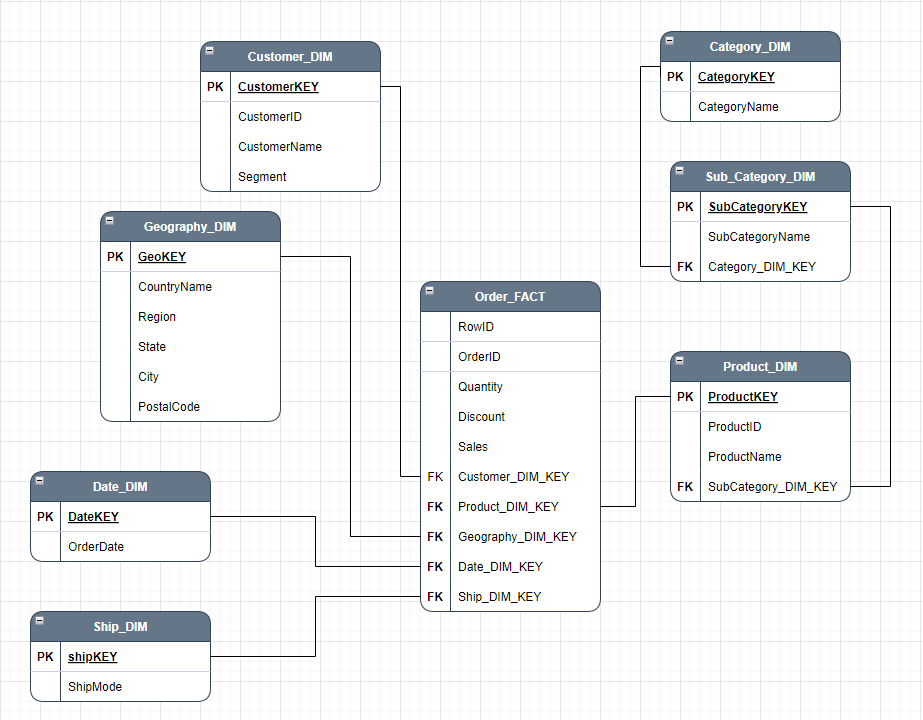 Customer_DIM
PK CustomerKEY
CustomerID
CustomerName
Segment
Geography_DIM
PK GeoKEY
CountryName
Region
State
City
PostalCode
Date_DIM
PK DateKEY
OrderDate
Ship_DIM
PK shipKEY
ShipMode
Order_FACT
RowID
OrderID
Quantity
Discount
Sales
FK Customer_DIM_KEY
FK Product_DIM_KEY
FK Geography_DIM_KEY
FK Date_DIM_KEY
FK Ship_DIM_KEY
Category_DIM
PK CategoryKEY
CategoryName
Sub_Category_DIM
PK SubCategoryKEY
SubCategoryName
FK Category_DIM_KEY
Product_DIM
PK ProductKEY
ProductID
ProductName
FK SubCategory_DIM_KEY